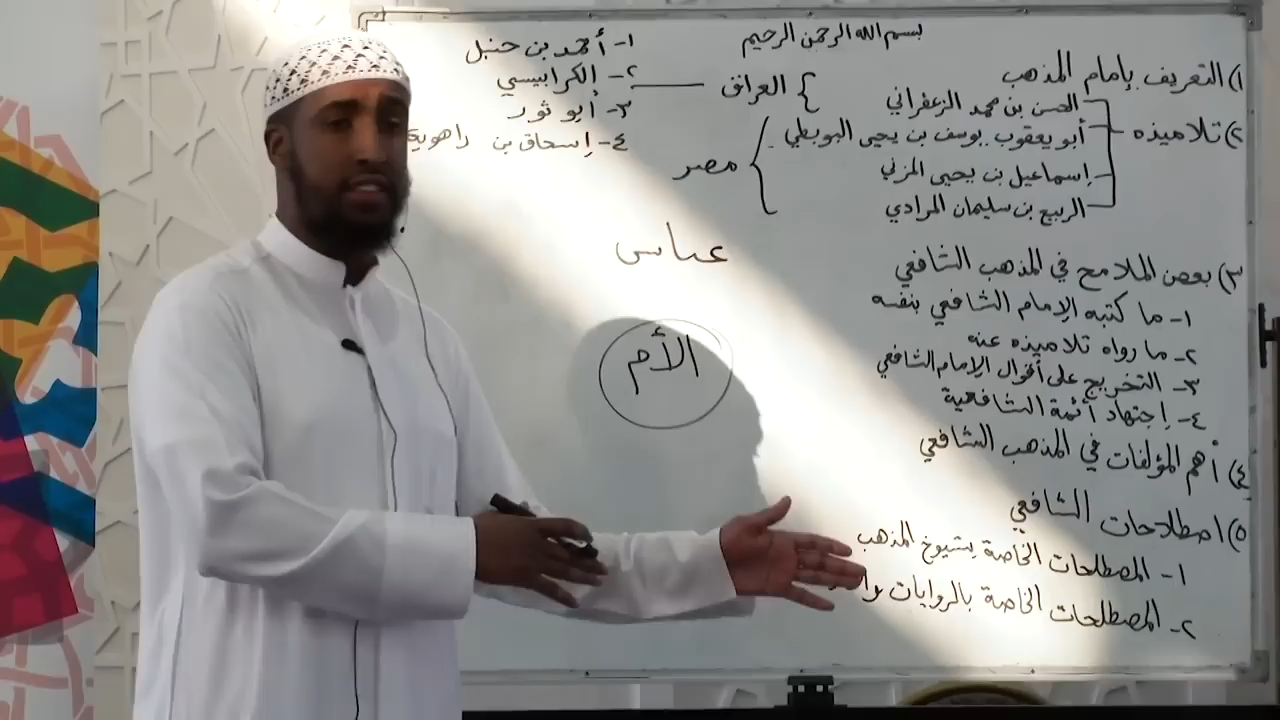 بسم الله الرحمن الرحيم
١) التعريف بإمام المذهب
٢) تلاميذه
الحسن بن محمد الزعفراني
أبو يعقوب يوسف بن يحيى البويطي
إسماعيل بن يحيى المزني
الربيع بن سليمان المرادي
العراق
١- أحمد بن حنبل
٢- الكرابيسي
٣- أبو ثور
٤- إسحاق بن راهوية
مصر
عباس
الأم
٣) بعض الملامح في المذهب الشافعي
١- ما كتبه الإمام الشافعي بنفسه
٢- ما رواه تلاميذه عنه
٣- التخريج على أقوال الإمام الشافعي
٤- إجتهاد أئمة الشافعية
٤) أهم المؤلفات في المذهب الشافعي
٥) اصطلاحات الشافعي
١- المصطلحات الخاصة بشيوخ المذهب
٢- المصطلحات الخاصة بالروايات